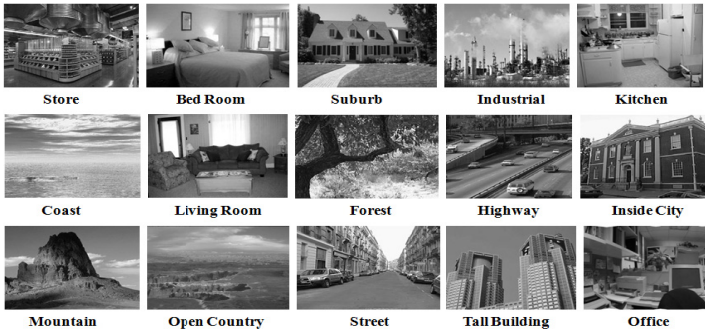 Store Bed Room Suburb Industrial Kitchen
Coast Living Room Forest Highway Inside City
Mountain Open Country Street Tall Building Office